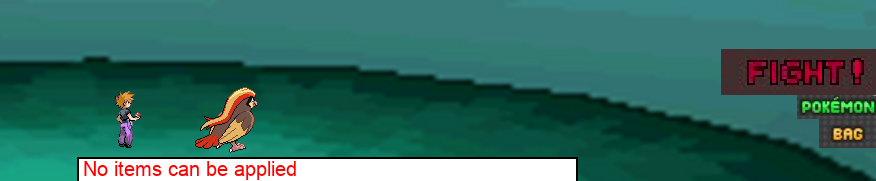 FIGHT!
POKÉMON
BAG
No items can be applied